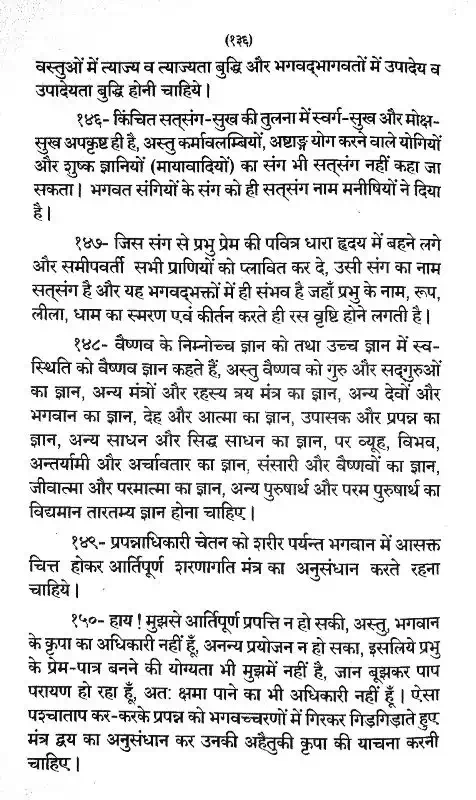 (१३६)
वस्तुओं में त्याज्य व त्याज्यता बुद्धि और भगवद्भागवतों में उपादेय व
उपादेयता बुद्धि होनी चाहिये।
१४६- किंचित सत्संग-सुख की तुलना में स्वर्ग-सुख और मोक्ष-
सुख अपकृष्ट ही है, अस्तु कर्मावलम्बियों, अष्टाङ्ग योग करने वाले योगियों
और शुष्क ज्ञानियों (मायावादियों) का संग भी सत्संग नहीं कहा जा
सकता। भगवत संगियों के संग को ही सत्संग नाम मनीषियों ने दिया
है।
१४७- जिस संग से प्रभु प्रेम की पवित्र धारा हृदय में बहने लगे
और समीपवर्ती सभी प्राणियों को प्लावित कर दे, उसी संग का नाम
सत्संग है और यह भगवद्भक्तों में ही संभव है जहाँ प्रभु के नाम, रूप,
लीला, धाम का स्मरण एवं कीर्तन करते ही रस वृष्टि होने लगती है।
१४८- वैष्णव के निम्नोच्च ज्ञान को तथा उच्च ज्ञान में स्व-
स्थिति को वैष्णव ज्ञान कहते हैं, अस्तु वैष्णव को गुरु और सद्गुरुओं
का ज्ञान, अन्य मंत्रों और रहस्य त्रय मंत्र का ज्ञान, अन्य देवों और
भगवान का ज्ञान, देह और आत्मा का ज्ञान, उपासक और प्रपन्न का
ज्ञान, अन्य साधन और सिद्ध साधन का ज्ञान, पर व्यूह, विभव,
अन्तर्यामी और अर्चावतार का ज्ञान, संसारी और वैष्णवों का ज्ञान,
जीवात्मा और परमात्मा का ज्ञान, अन्य पुरुषार्थ और परम पुरुषार्थ का
विद्यमान तारतम्य ज्ञान होना चाहिए।
१४९- प्रपन्नाधिकारी चेतन को शरीर पर्यन्त भगवान में आसक्त
चित्त होकर आर्तिपूर्ण शरणागति मंत्र का अनुसंधान करते रहना
चाहिये।
१५०- हाय! मुझसे आर्तिपूर्ण प्रपत्ति न हो सकी, अस्तु, भगवान
के कृपा का अधिकारी नहीं हूँ, अनन्य प्रयोजन न हो सका, इसलिये प्रभु
के प्रेम-पात्र बनने की योग्यता भी मुझमें नहीं है, जान बूझकर पाप
परायण हो रहा हूँ, अतः क्षमा पाने का भी अधिकारी नहीं हूँ। ऐसा
पश्चाताप कर-करके प्रपन्न को भगवच्चरणों में गिरकर गिड़गिड़ाते हुए
मंत्र द्वय का अनुसंधान कर उनकी अहैतुकी कृपा की याचना करनी
चाहिए।